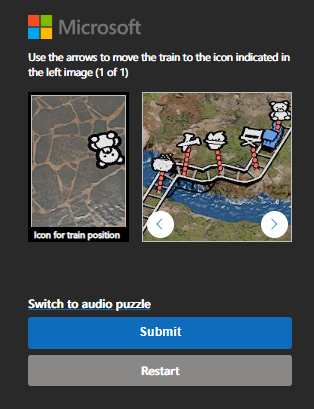 Microsoft
Use the arrows to move the train to the icon indicated in
the left image (1 of 1)
Icon for train position
Switch to audio puzzle
Submit
Restart